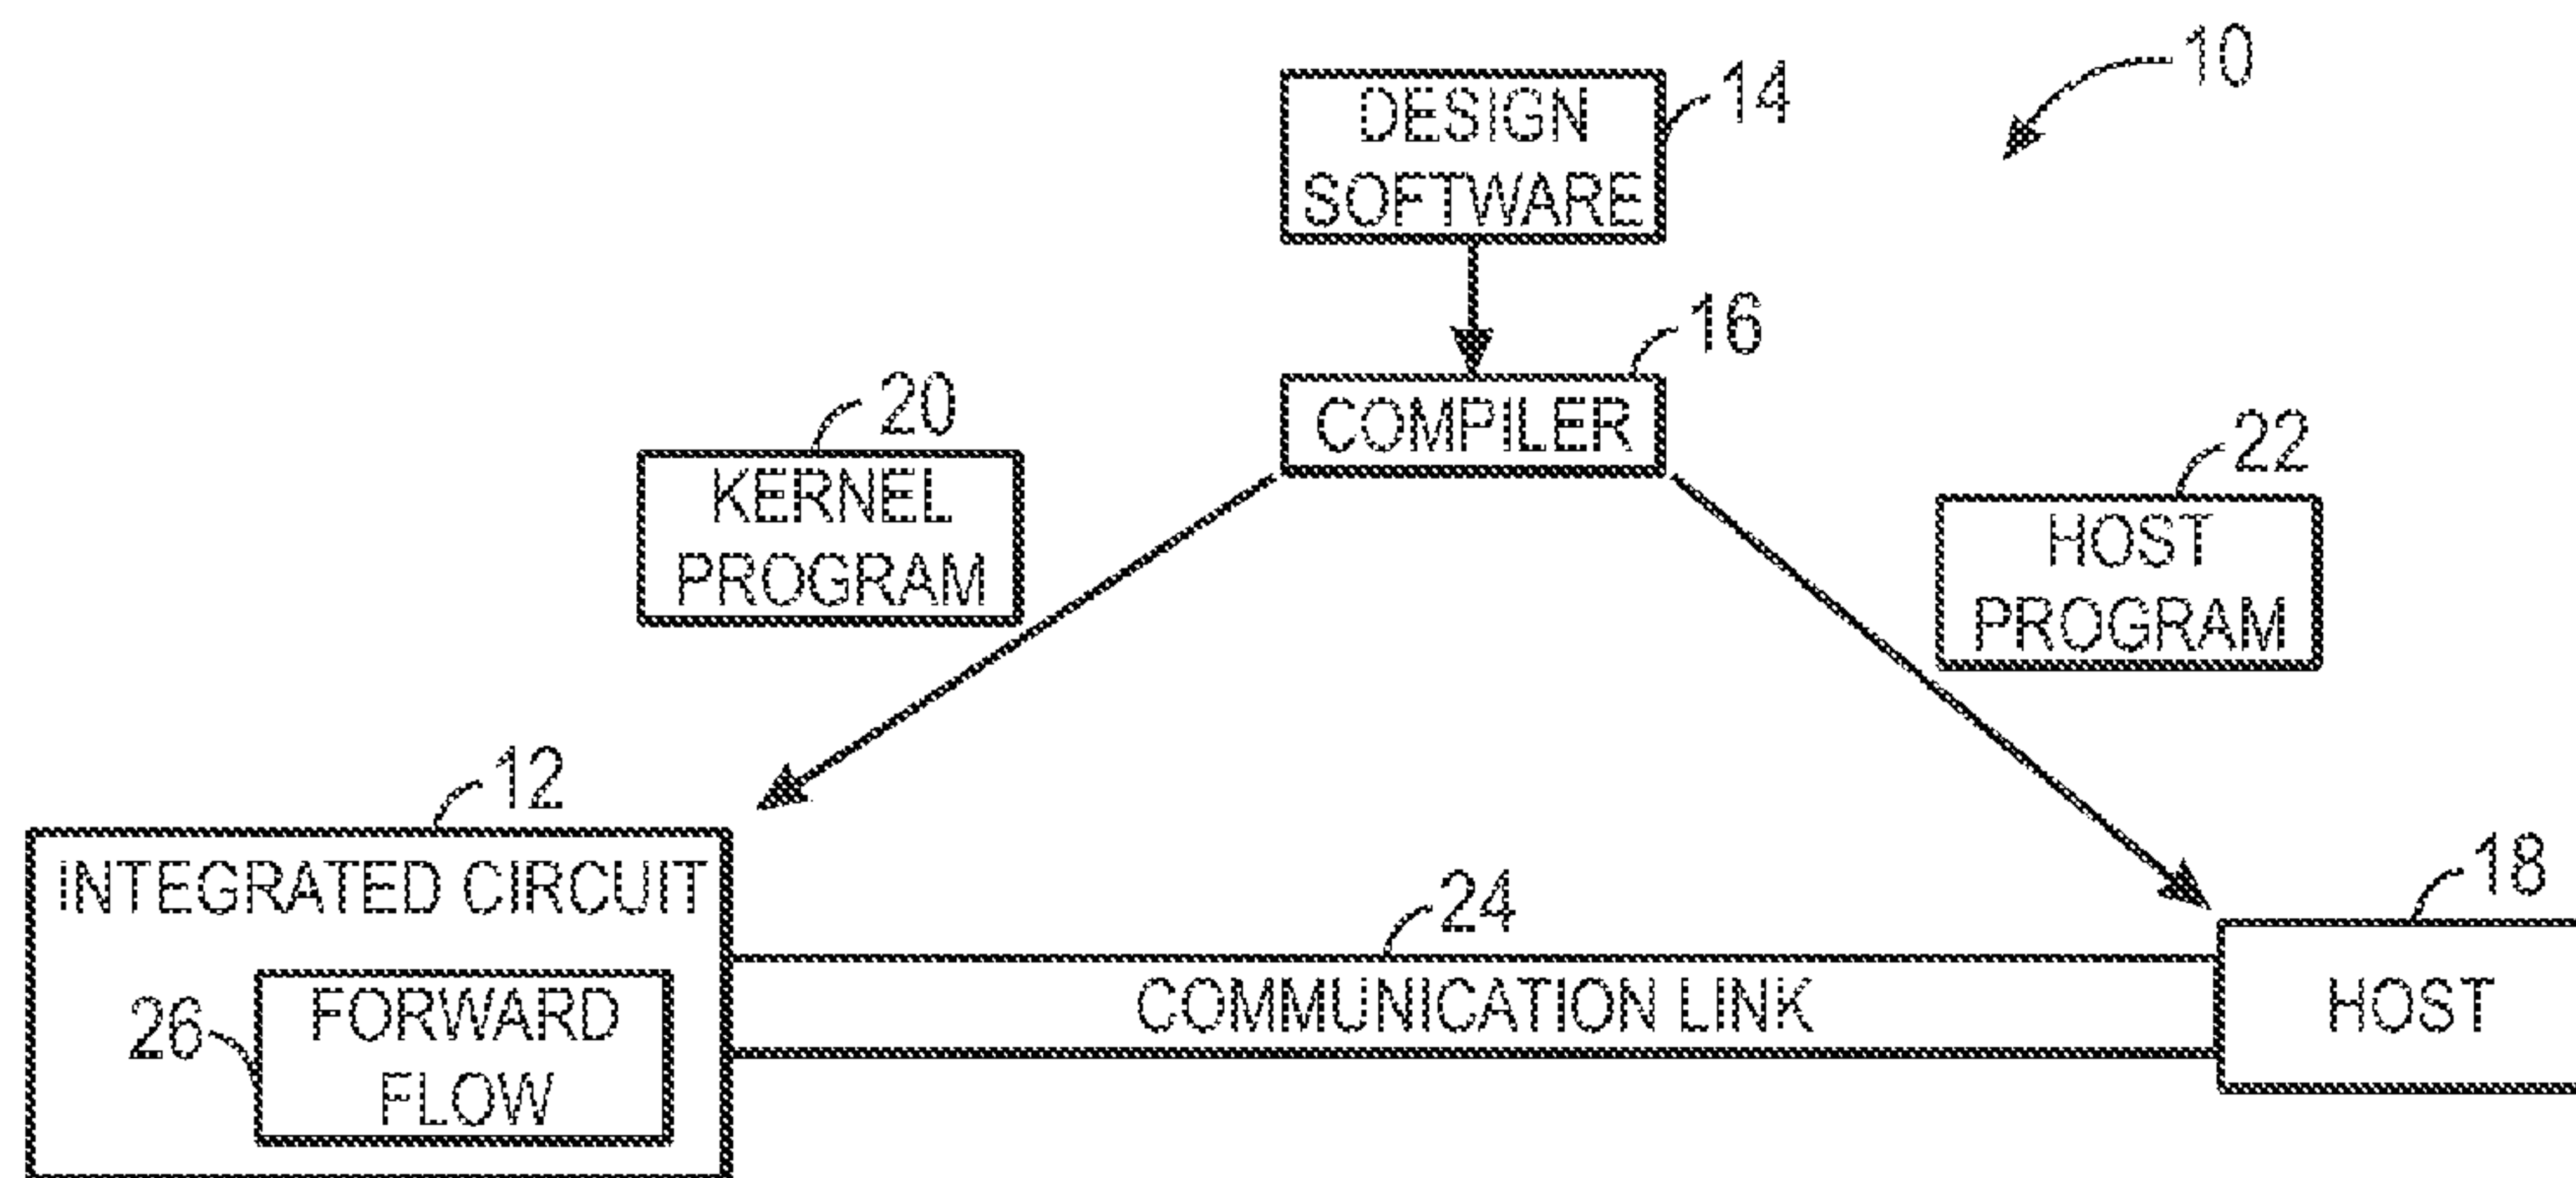 10
DESIGN
SOFTWARE
14
16
COMPILER
20
KERNEL
PROGRAM
22
HOST
PROGRAM
12
INTEGRATED CIRCUIT
24
COMMUNICATION LINK
18
HOST
26
FORWARD
FLOW